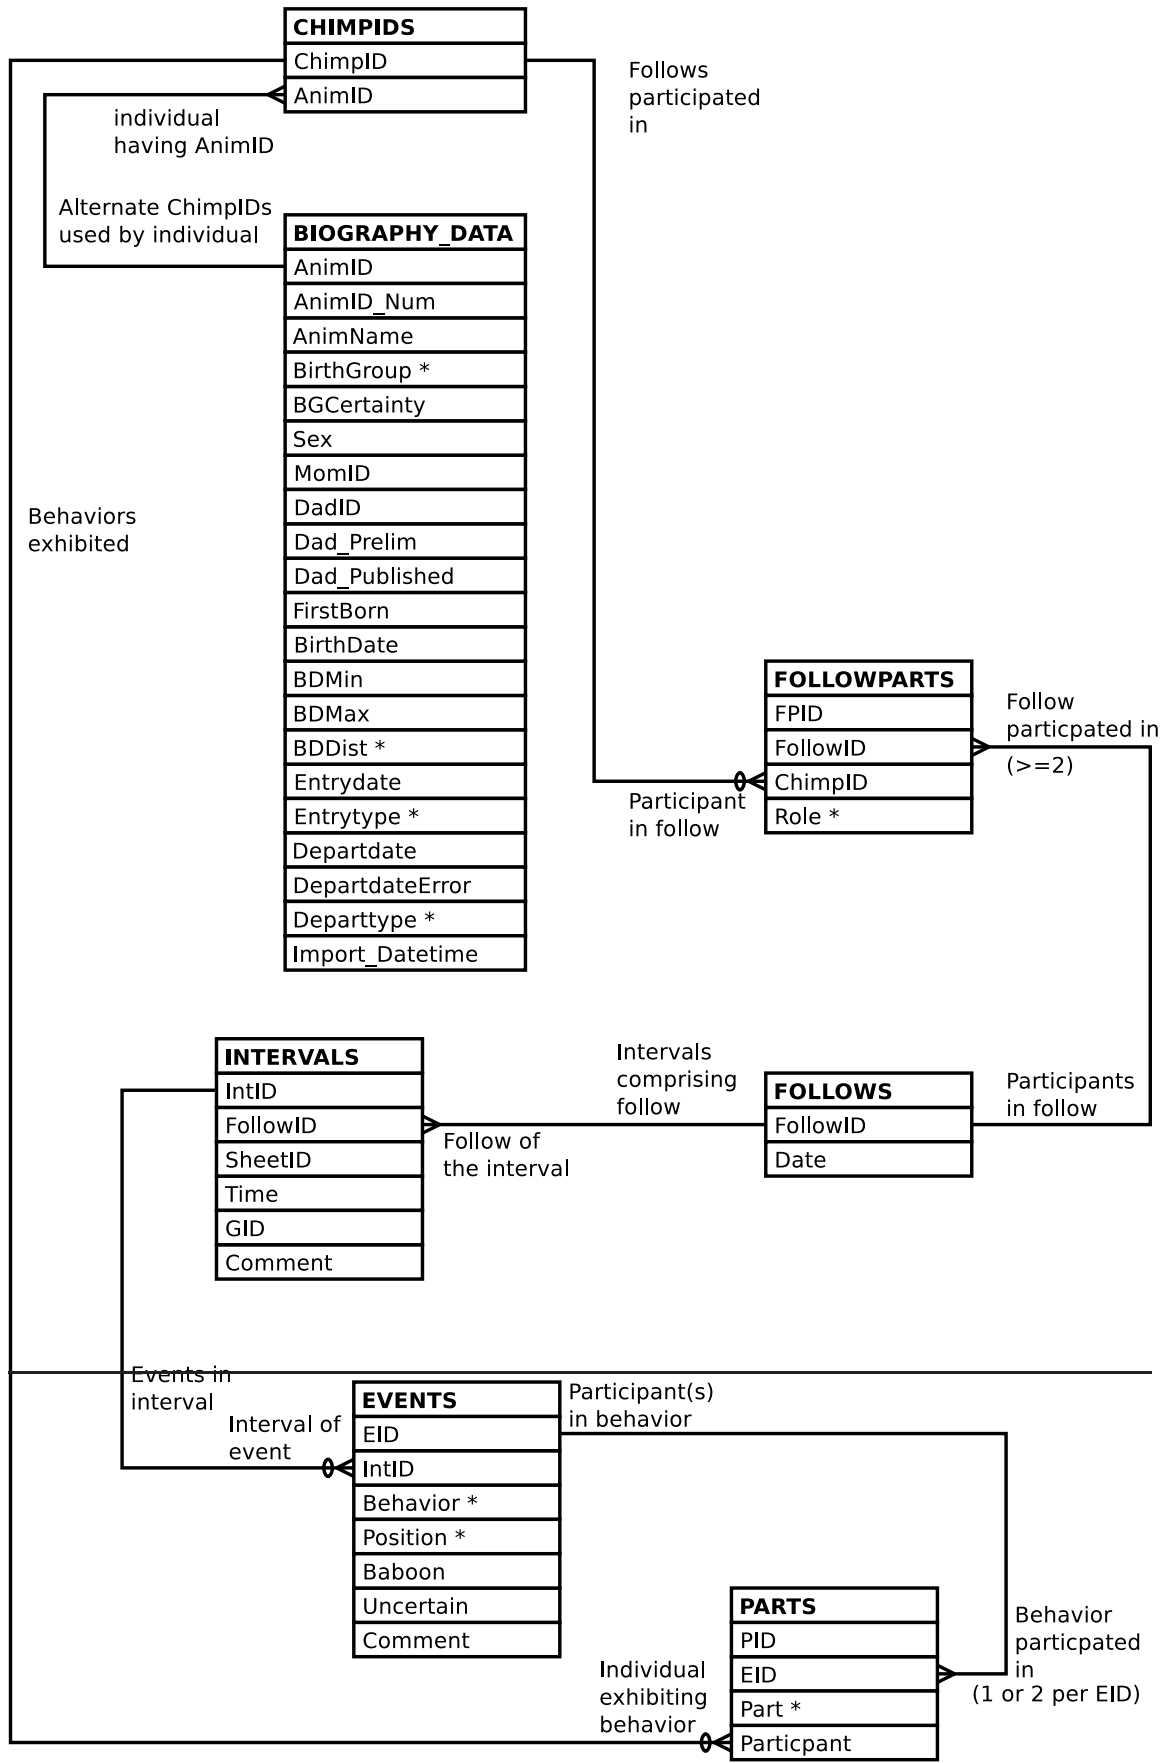 CHIMPIDS
ChimpID
AnimID
Follows
participated
in
individual
having AnimID
Alternate ChimpIDs
used by individual
BIOGRAPHY_DATA
AnimID
AnimID_Num
AnimName
BirthGroup *
BGCertainty
Sex
MomID
DadID
Dad_Prelim
Dad_Published
FirstBorn
BirthDate
BDMin
BDMax
BDDist *
Entrydate
Entrytype *
Departdate
DepartdateError
Departtype *
Import_Datetime
Behaviors
exhibited
FOLLOWPARTS
FPID
FollowID
ChimpID
Role *
Follow
particpated in
(>=2)
Participant
in follow
INTERVALS
IntID
FollowID
SheetID
Time
GID
Comment
Intervals
comprising
follow
Follow of
the interval
FOLLOWS
FollowID
Date
Participants
in follow
Events in
interval
Interval of
event
EVENTS
EID
IntID
Behavior *
Position *
Baboon
Uncertain
Comment
Participant(s)
in behavior
PARTS
PID
EID
Part *
Particpant
Behavior
particpated
in
(1 or 2 per EID)
Individual
exhibiting
behavior